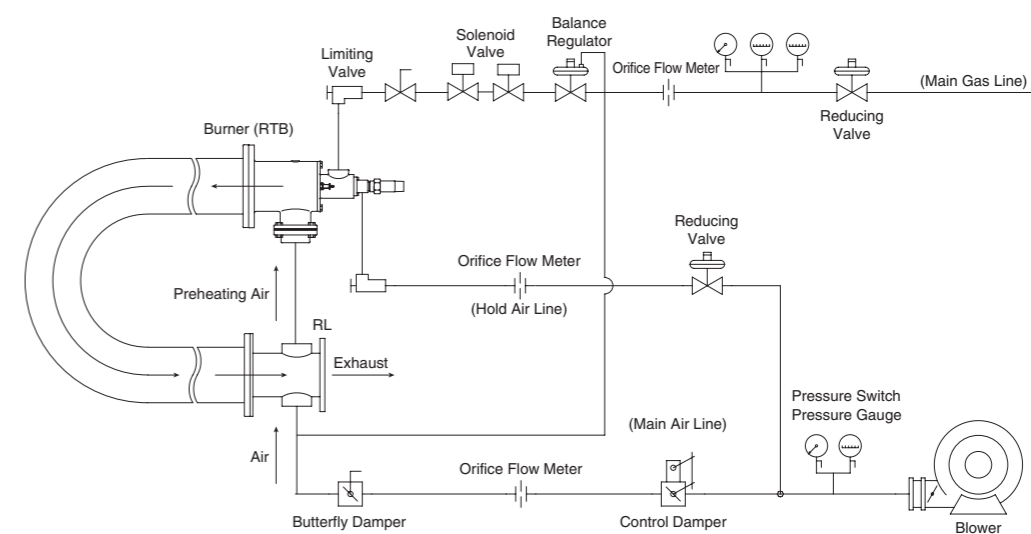 Balance
Regulator
Solenoid
Valve
Limiting
Valve
Orifice Flow Meter
(Main Gas Line)
Reducing
Valve
Burner (RTB)
Reducing
Valve
Orifice Flow Meter
(Hold Air Line)
Preheating Air
RL
Exhaust
Pressure Switch
Pressure Gauge
(Main Air Line)
Air
Orifice Flow Meter
Butterfly Damper
Control Damper
Blower